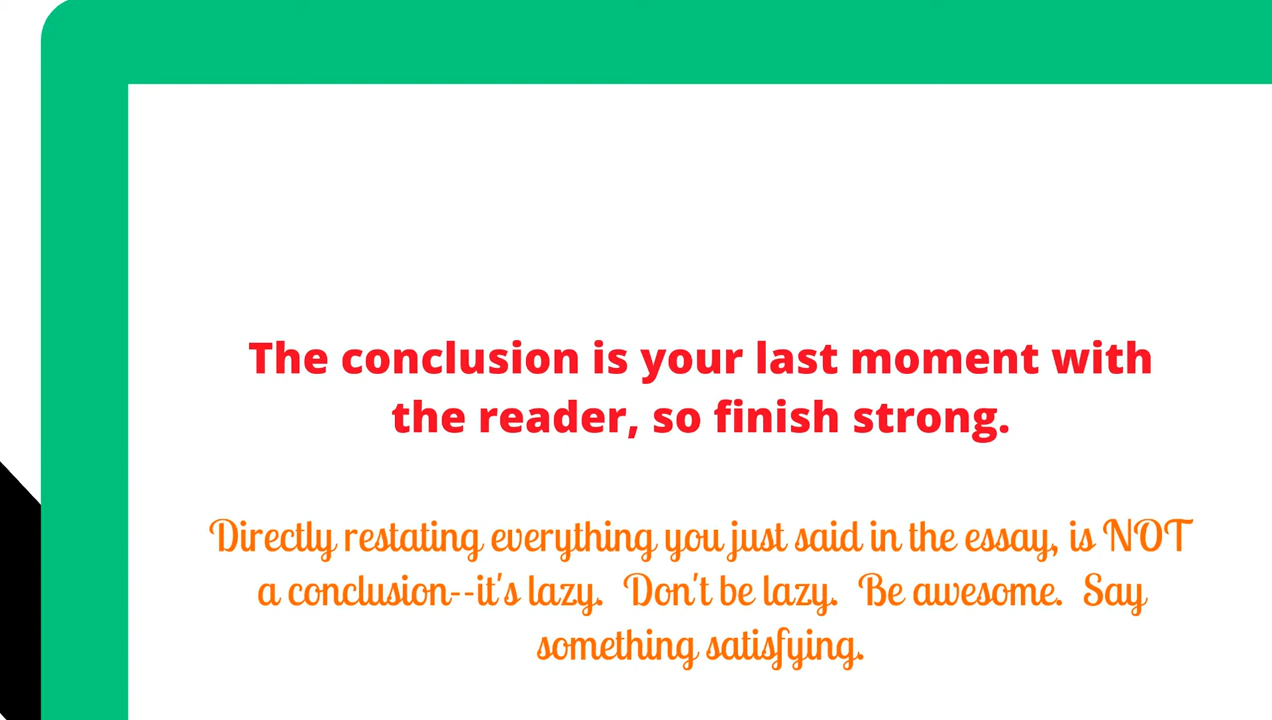 The conclusion is your last moment with
the reader, so finish strong.
Directly restating everything you just said in the essay, is NOT
a conclusion--it's lazy.  Don't be lazy.  Be awesome.  Say
something satisfying.